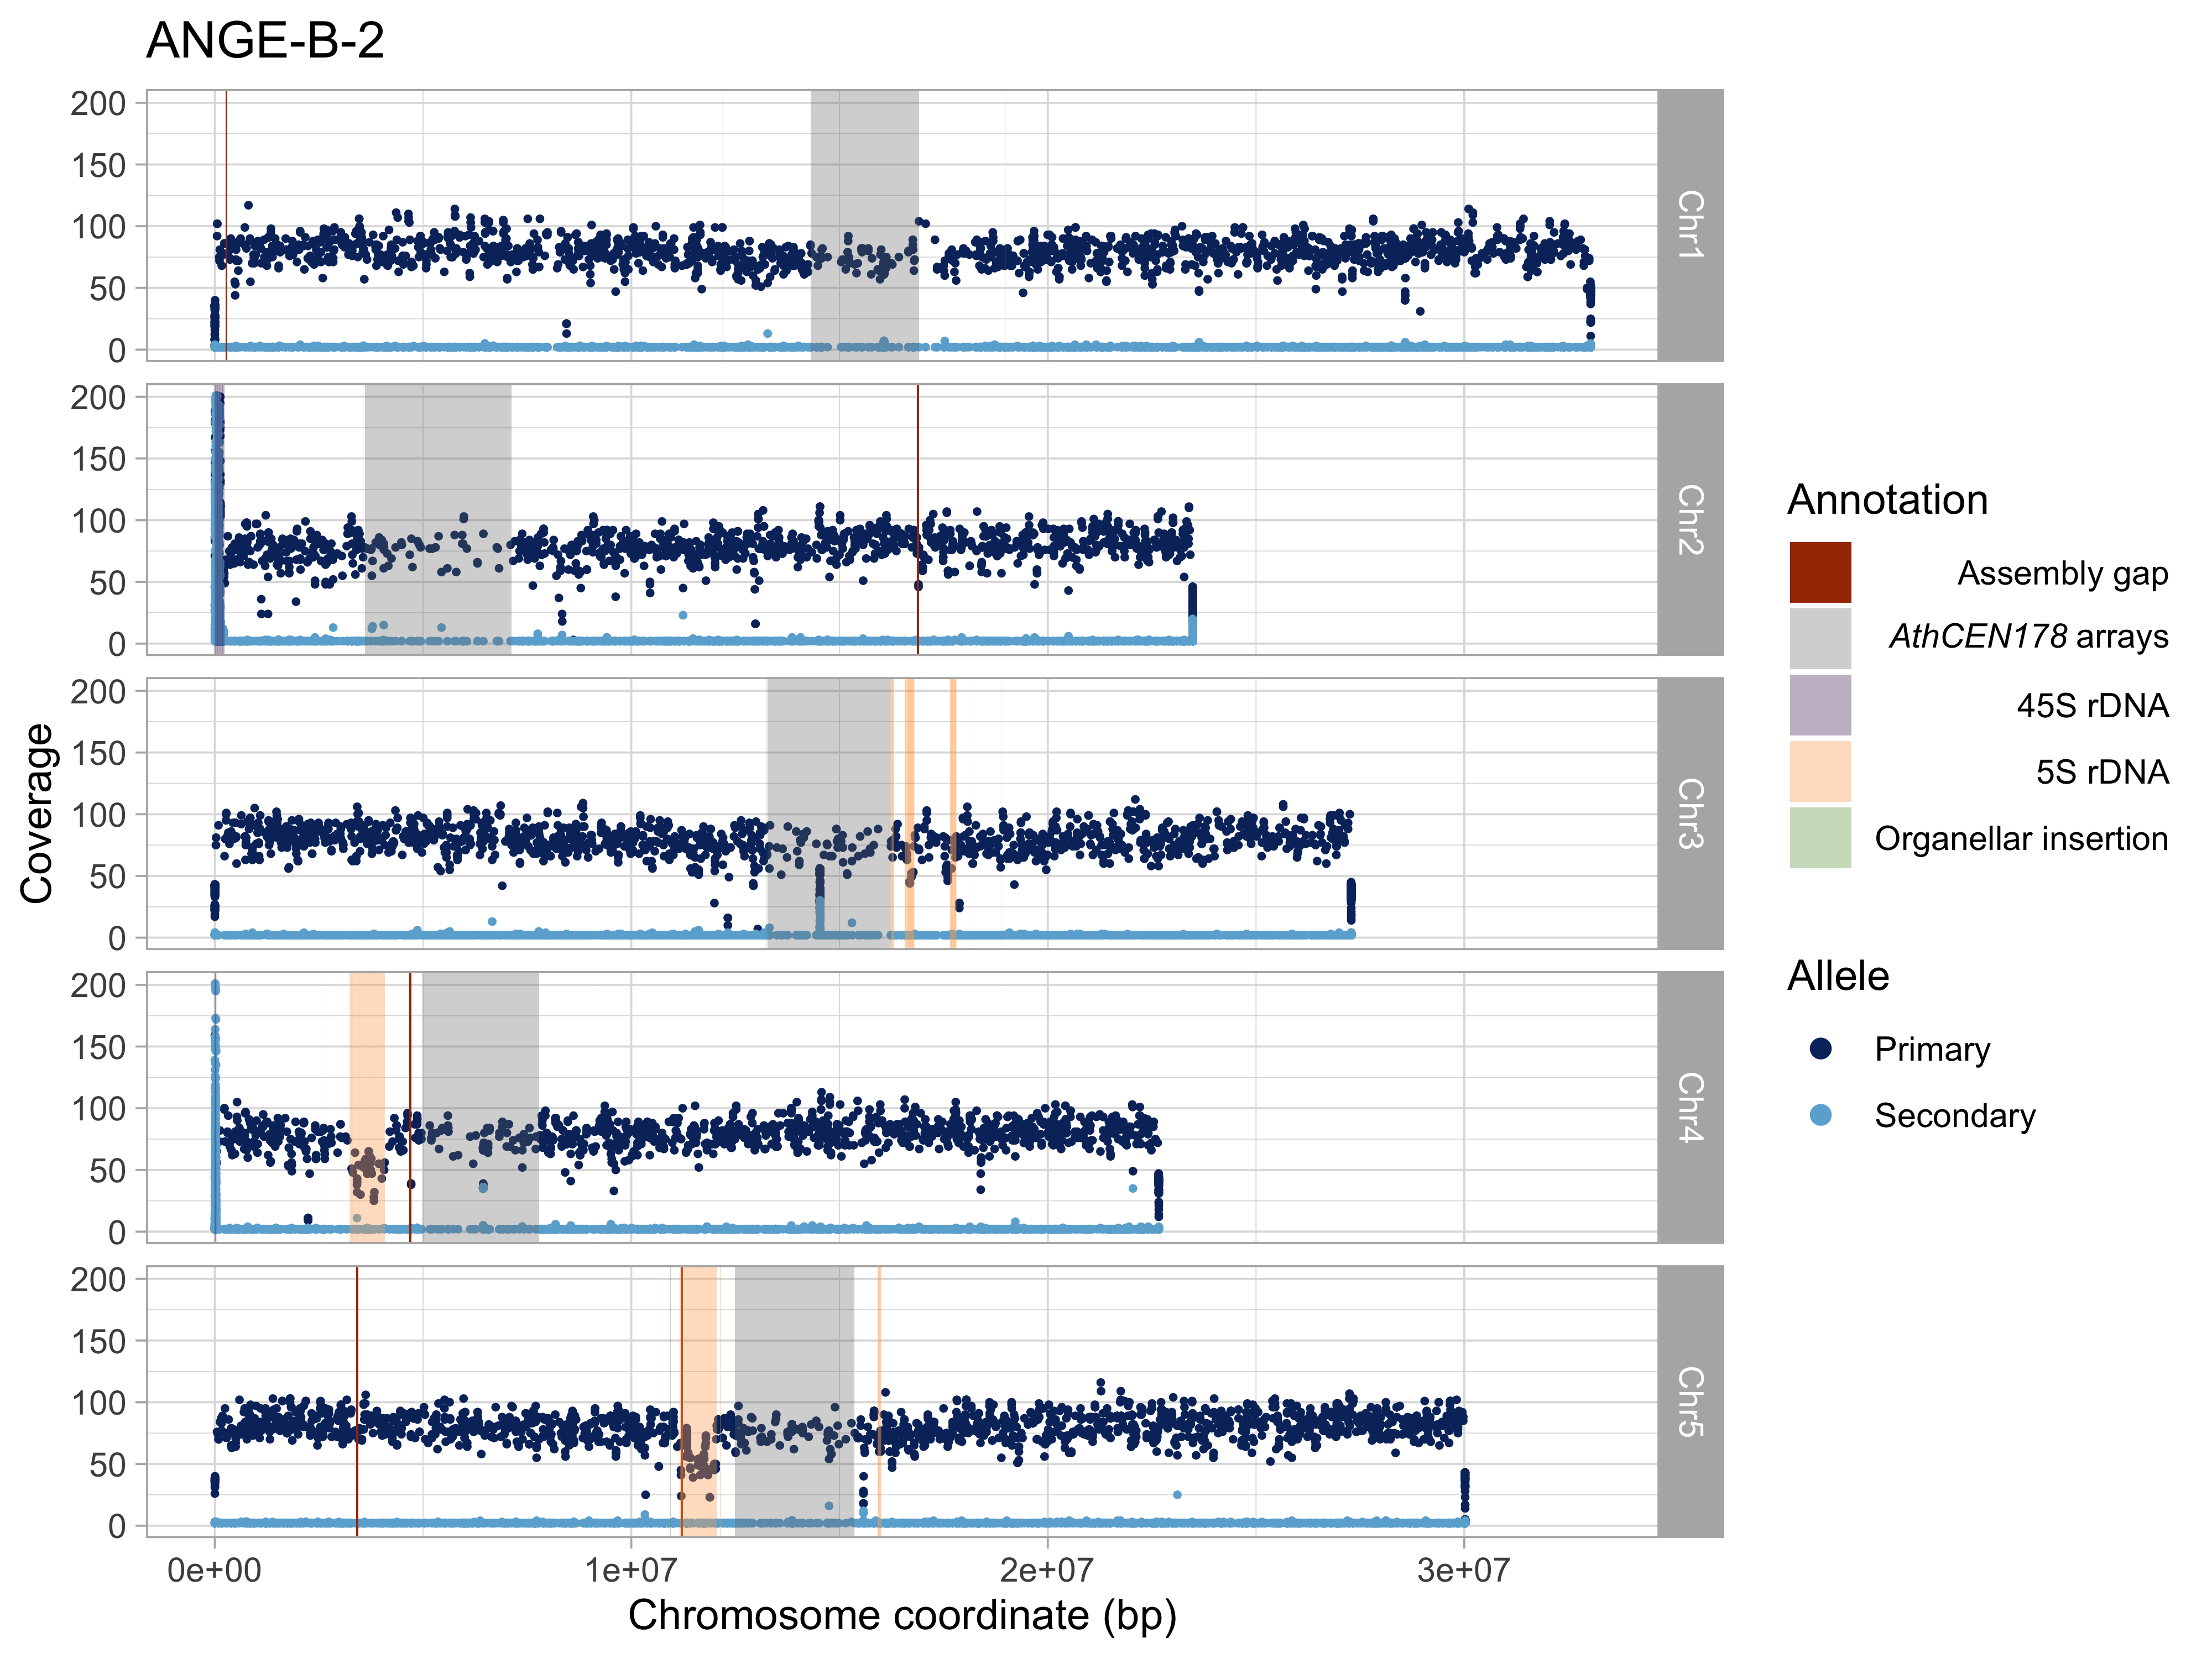 ANGE-B-2
Coverage
200
150
100
50
0
Chr1
200
150
100
50
0
Chr2
200
150
100
50
0
Chr3
200
150
100
50
0
Chr4
200
150
100
50
0
Chr5
0e+00 1e+07 2e+07 3e+07
Chromosome coordinate (bp)
Annotation
Assembly gap
AthCEN178 arrays
45S rDNA
5S rDNA
Organellar insertion
Allele
Primary
Secondary